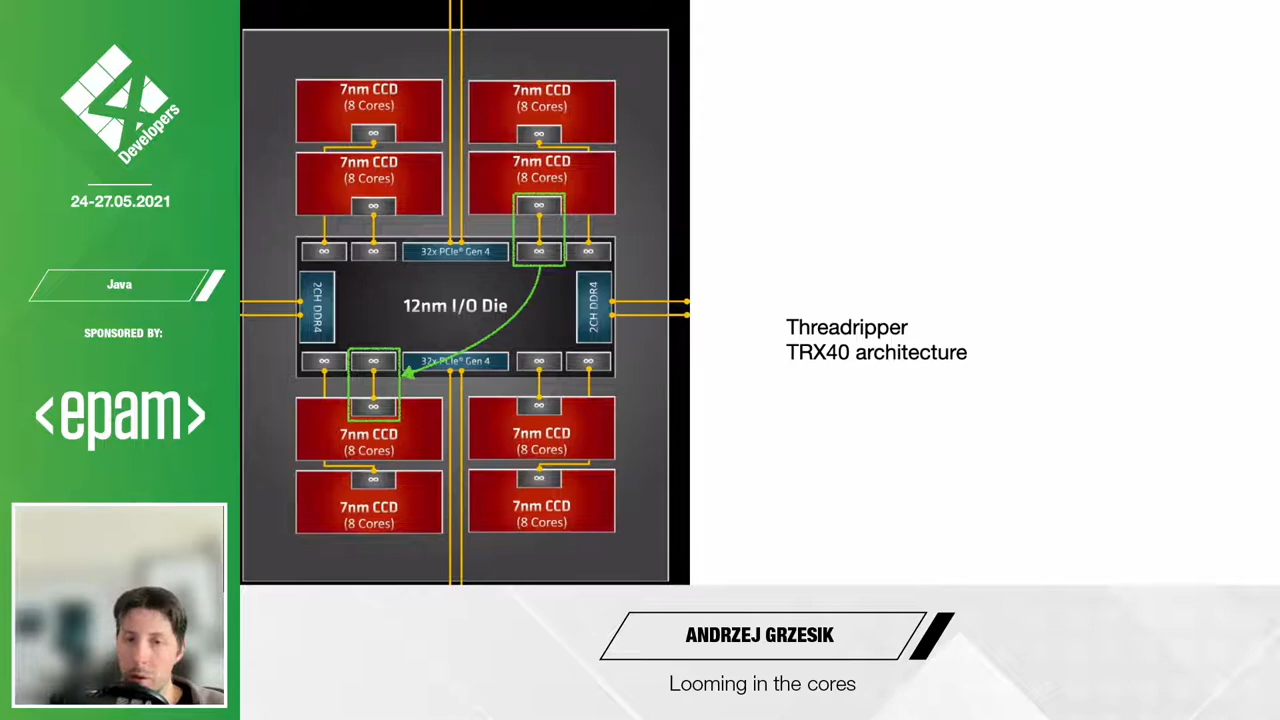 4
Developers
24-27.05.2021
Java
SPONSORED BY:
<epam>
7nm CCD
(8 Cores)
∞
7nm CCD
(8 Cores)
∞
7nm CCD
(8 Cores)
∞
7nm CCD
(8 Cores)
∞
∞
∞
32x PCIe® Gen 4
∞
∞
2CH DDR4
12nm I/O Die
2CH DDR4
∞
∞
32x PCIe® Gen 4
∞
∞
∞
7nm CCD
(8 Cores)
∞
7nm CCD
(8 Cores)
∞
7nm CCD
(8 Cores)
∞
7nm CCD
(8 Cores)
Threadripper
TRX40 architecture
ANDRZEJ GRZESIK
Looming in the cores